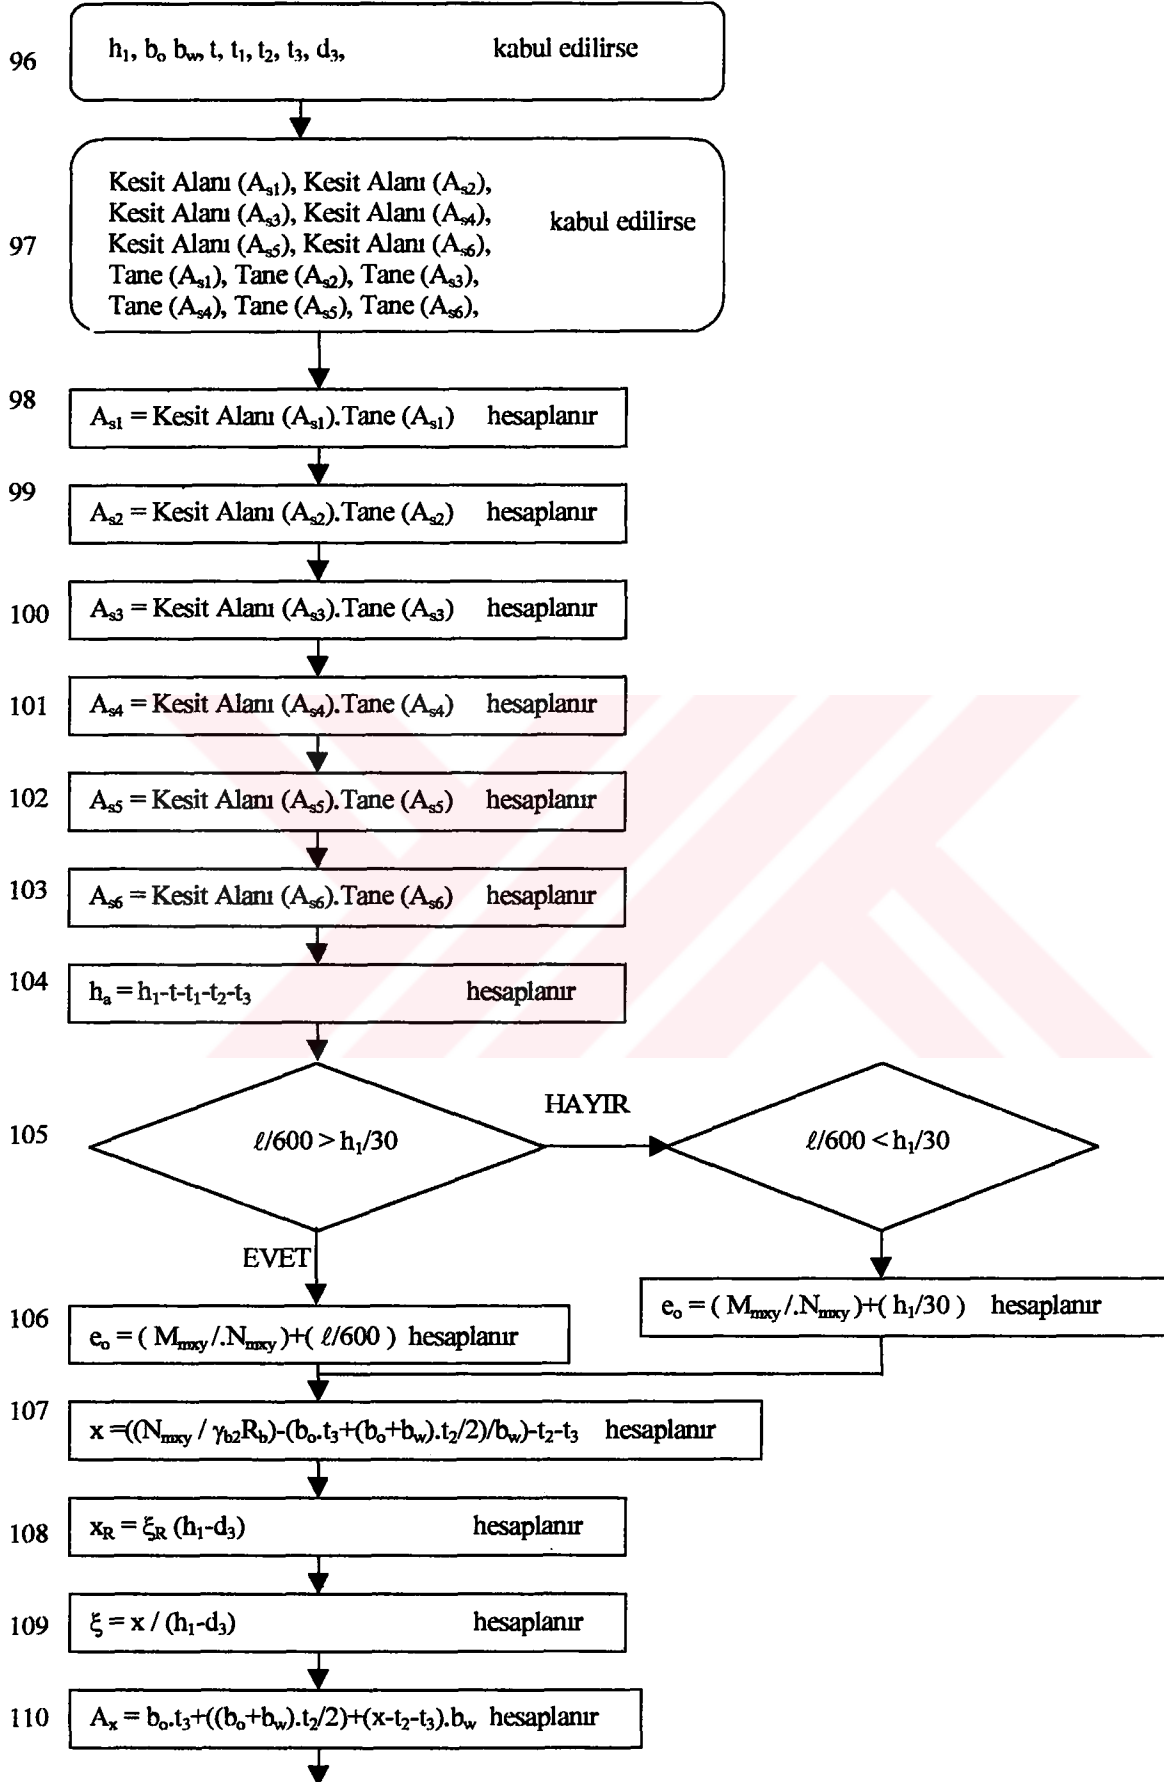 96
h₁, bₒ b_w, t, t₁, t₂, t₃, d₃, kabul edilirse
97
Kesit Alanı (A_s1), Kesit Alanı (A_s2),
Kesit Alanı (A_s3), Kesit Alanı (A_s4),
kabul edilirse
Kesit Alanı (A_s5), Kesit Alanı (A_s6),
Tane (A_s1), Tane (A_s2), Tane (A_s3),
Tane (A_s4), Tane (A_s5), Tane (A_s6),
98
A_s1 = Kesit Alanı (A_s1).Tane (A_s1) hesaplanır
99
A_s2 = Kesit Alanı (A_s2).Tane (A_s2) hesaplanır
100
A_s3 = Kesit Alanı (A_s3).Tane (A_s3) hesaplanır
101
A_s4 = Kesit Alanı (A_s4).Tane (A_s4) hesaplanır
102
A_s5 = Kesit Alanı (A_s5).Tane (A_s5) hesaplanır
103
A_s6 = Kesit Alanı (A_s6).Tane (A_s6) hesaplanır
104
h_a = h₁-t-t₁-t₂-t₃ hesaplanır
105
ℓ/600 > h₁/30
HAYIR
ℓ/600 < h₁/30
EVET
eₒ = ( M_mxy/.N_mxy)+( h₁/30 ) hesaplanır
106
eₒ = ( M_mxy/.N_mxy)+( ℓ/600 ) hesaplanır
107
x =((N_mxy / γ_b2R_b)-(bₒ.t₃+(bₒ+b_w).t₂/2)/b_w)-t₂-t₃ hesaplanır
108
x_R = ξ_R (h₁-d₃) hesaplanır
109
ξ = x / (h₁-d₃) hesaplanır
110
A_x = bₒ.t₃+((bₒ+b_w).t₂/2)+(x-t₂-t₃).b_w hesaplanır